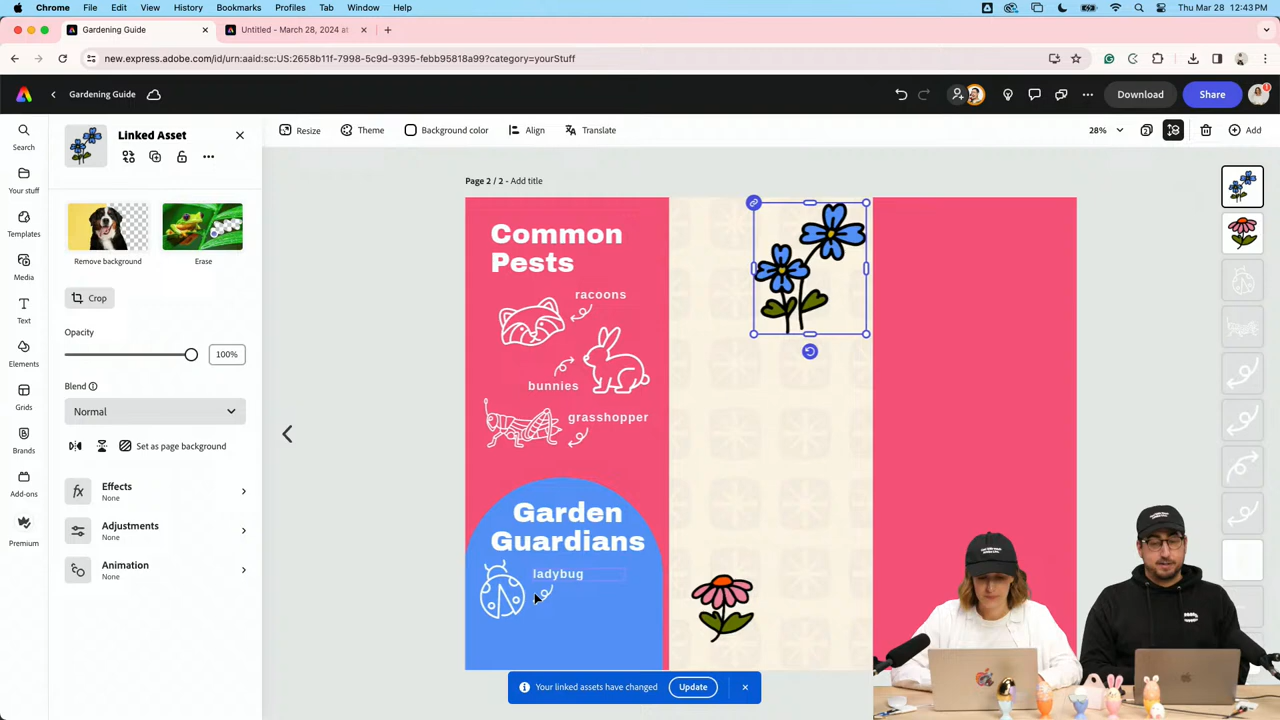 Chrome File Edit View History Bookmarks Profiles Tab Window Help Thu Mar 28 12:43 PM
Gardening Guide Untitled - March 28, 2024 at
new.express.adobe.com/id/urn:aaid:sc:US:2658b11f-7998-5c9d-9395-febb95818a99?category=yourStuff
Gardening Guide Download Share
Resize Theme Background color Align Translate 28% 2 Add
Search
Your stuff
Templates
Media
Text
Elements
Grids
Brands
Add-ons
Premium
Linked Asset
Remove background Erase
Crop
Opacity
100%
Blend
Normal
Set as page background
fx Effects
None
Adjustments
None
Animation
None
Page 2 / 2 - Add title
Common
Pests
racoons
bunnies
grasshopper
Garden
Guardians
ladybug
Your linked assets have changed Update